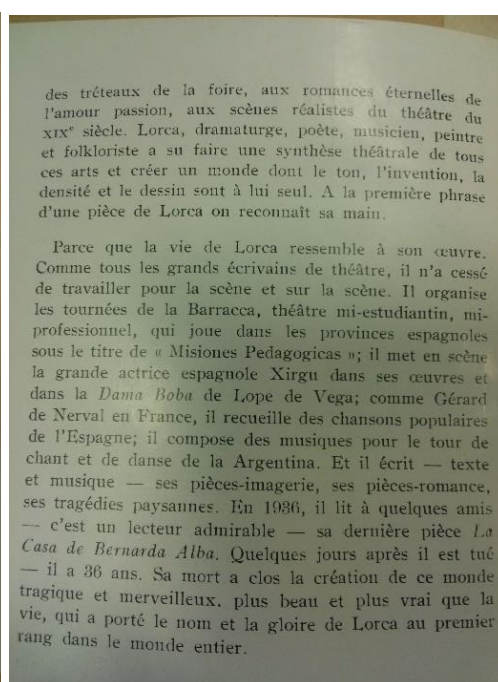 des tréteaux de la foire, aux romances éternelles de
l'amour passion, aux scènes réalistes du théâtre du
XIXe siècle. Lorca, dramaturge, poète, musicien, peintre
et folkloriste a su faire une synthèse théâtrale de tous
ces arts et créer un monde dont le ton, l'invention, la
densité et le dessin sont à lui seul. A la première phrase
d'une pièce de Lorca on reconnaît sa main.
Parce que la vie de Lorca ressemble à son œuvre.
Comme tous les grands écrivains de théâtre, il n'a cessé
de travailler pour la scène et sur la scène. Il organise
les tournées de la Barracca, théâtre mi-estudiantin, mi-
professionnel, qui joue dans les provinces espagnoles
sous le titre de « Misiones Pedagogicas »; il met en scène
la grande actrice espagnole Xirgu dans ses œuvres et
dans la Dama Boba de Lope de Vega; comme Gérard
de Nerval en France, il recueille des chansons populaires
de l'Espagne; il compose des musiques pour le tour de
chant et de danse de la Argentina. Et il écrit — texte
et musique — ses pièces-imagerie, ses pièces-romance,
ses tragédies paysannes. En 1936, il lit à quelques amis
— c'est un lecteur admirable — sa dernière pièce La
Casa de Bernarda Alba. Quelques jours après il est tué
— il a 36 ans. Sa mort a clos la création de ce monde
tragique et merveilleux, plus beau et plus vrai que la
vie, qui a porté le nom et la gloire de Lorca au premier
rang dans le monde entier.